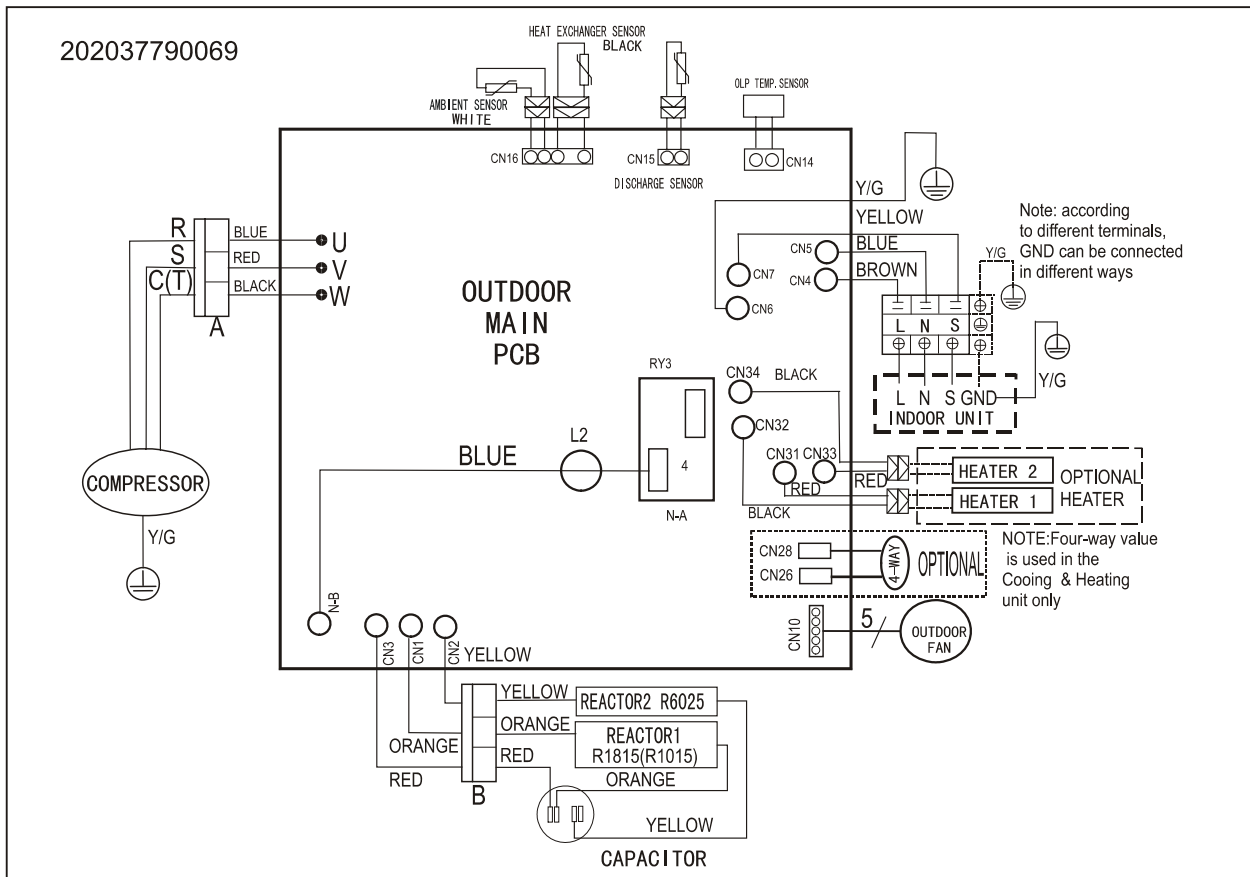 202037790069
HEAT EXCHANGER SENSOR
BLACK
AMBIENT SENSOR
WHITE
OLP TEMP.SENSOR
CN16
CN15
CN14
DISCHARGE SENSOR
Y/G
YELLOW
Note: according
to different terminals,
GND can be connected
in different ways
R
BLUE
U
S
RED
V
C(T)
BLACK
W
A
CN5
BLUE
CN7
CN4
BROWN
CN6
Y/G
L N S
OUTDOOR
MAIN
PCB
RY3
CN34
BLACK
L N S GND
INDOOR UNIT
Y/G
CN32
L2
BLUE
4
N-A
CN31
CN33
RED
RED
BLACK
HEATER 2
HEATER 1
OPTIONAL
HEATER
COMPRESSOR
Y/G
CN28
CN26
4-WAY
OPTIONAL
NOTE:Four-way value
is used in the
Cooing & Heating
unit only
N-B
CN3
CN1
CN2
YELLOW
CN10
5
OUTDOOR
FAN
YELLOW
REACTOR2 R6025
ORANGE
REACTOR1
R1815(R1015)
ORANGE
RED
RED
ORANGE
B
YELLOW
CAPACITOR